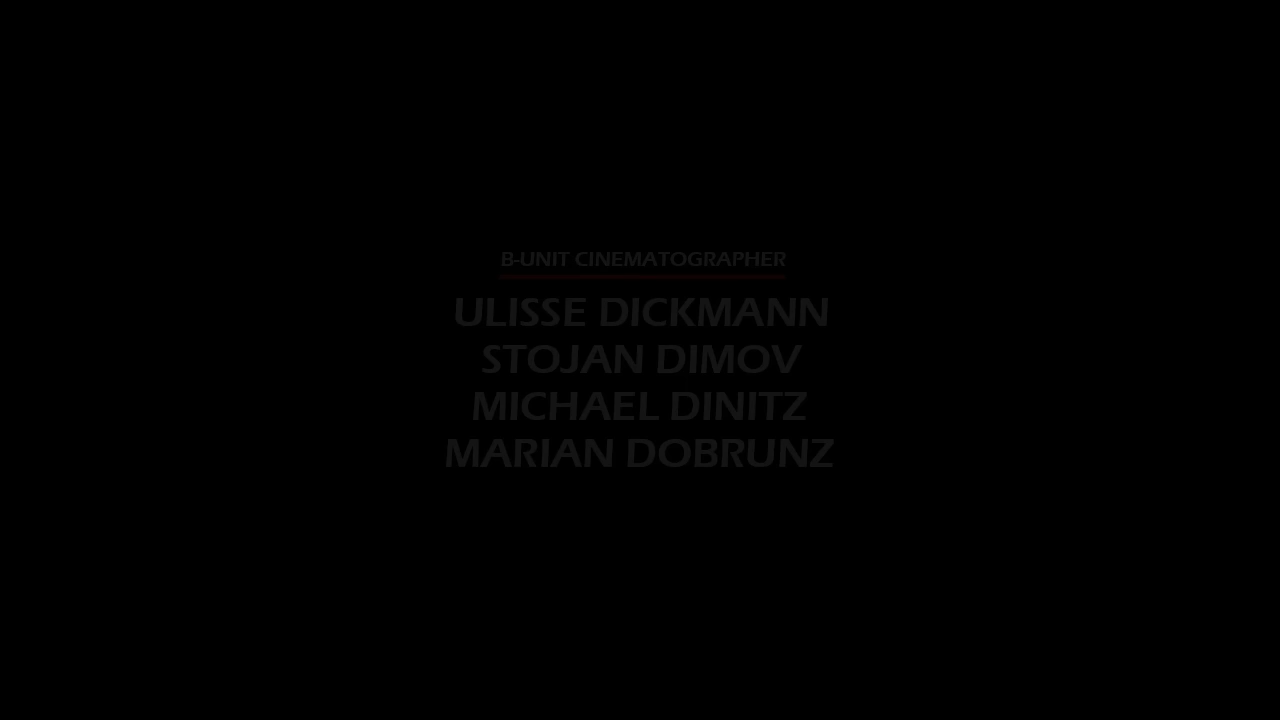 B-UNIT CINEMATOGRAPHER
ULISSE DICKMANN
STOJAN DIMOV
MICHAEL DINITZ
MARIAN DOBRUNZ